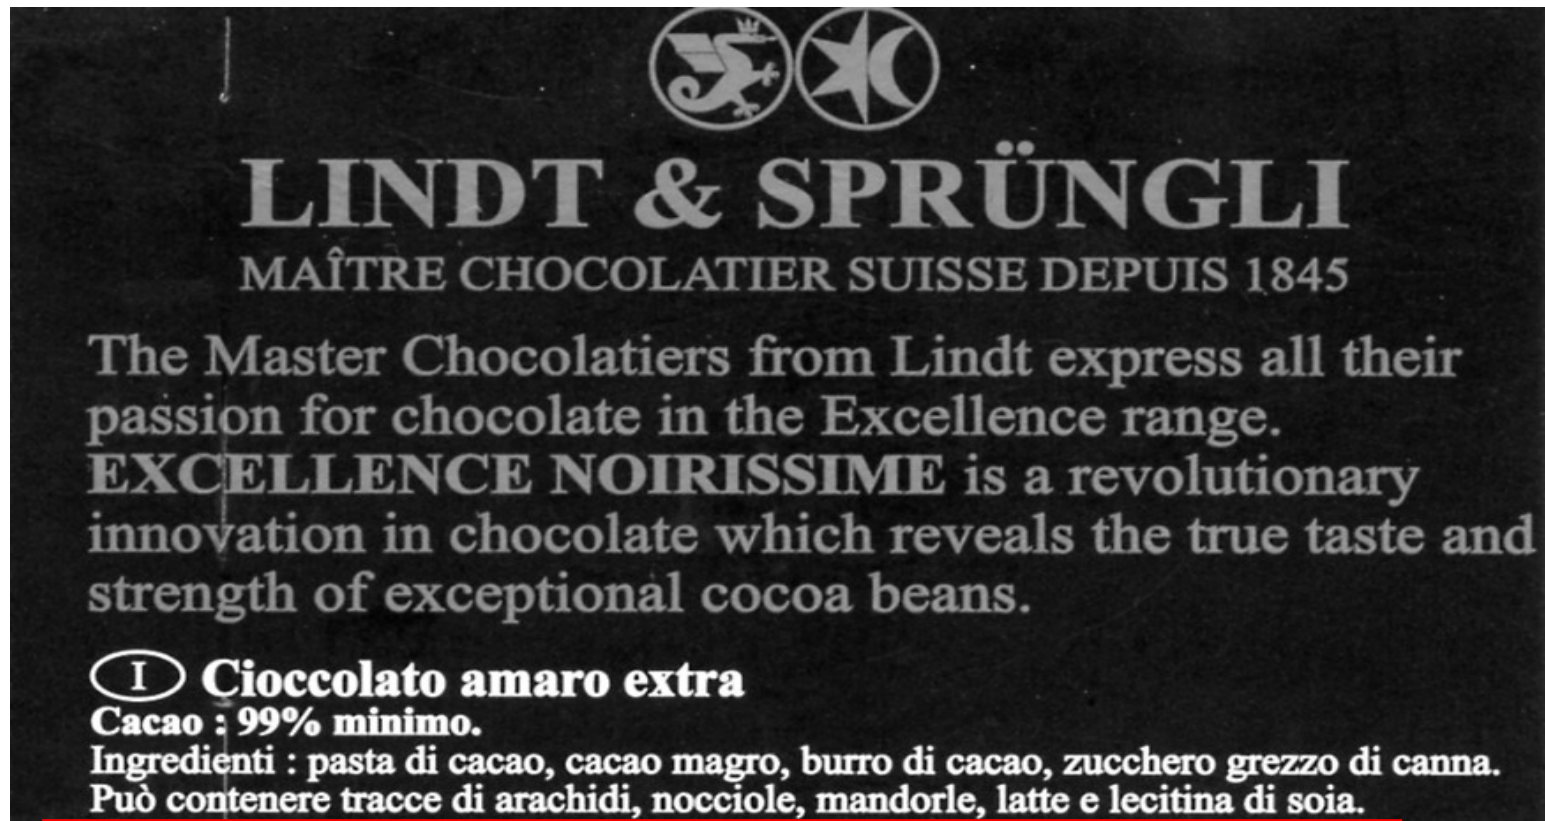 LINDT & SPRÜNGLI
MAÎTRE CHOCOLATIER SUISSE DEPUIS 1845
The Master Chocolatiers from Lindt express all their
passion for chocolate in the Excellence range.
EXCELLENCE NOIRISSIME is a revolutionary
innovation in chocolate which reveals the true taste and
strength of exceptional cocoa beans.
I Cioccolato amaro extra
Cacao : 99% minimo.
Ingredienti : pasta di cacao, cacao magro, burro di cacao, zucchero grezzo di canna.
Può contenere tracce di arachidi, nocciole, mandorle, latte e lecitina di soia.